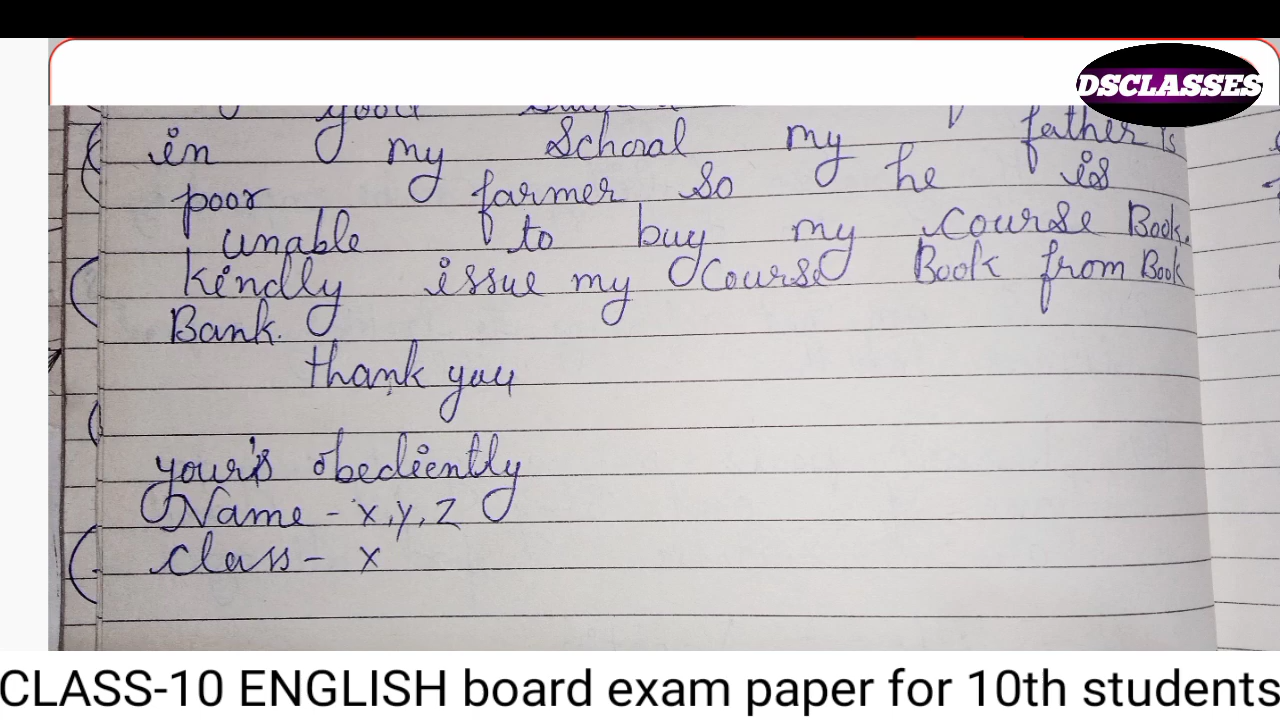 DSCLASSES
good
in my School my father is
poor farmer so he is
unable to buy my course Book.
kindly issue my Course Book from Book
Bank.
thank you
your's obediently
Name - X, Y, Z
Class - X
CLASS-10 ENGLISH board exam paper for 10th students